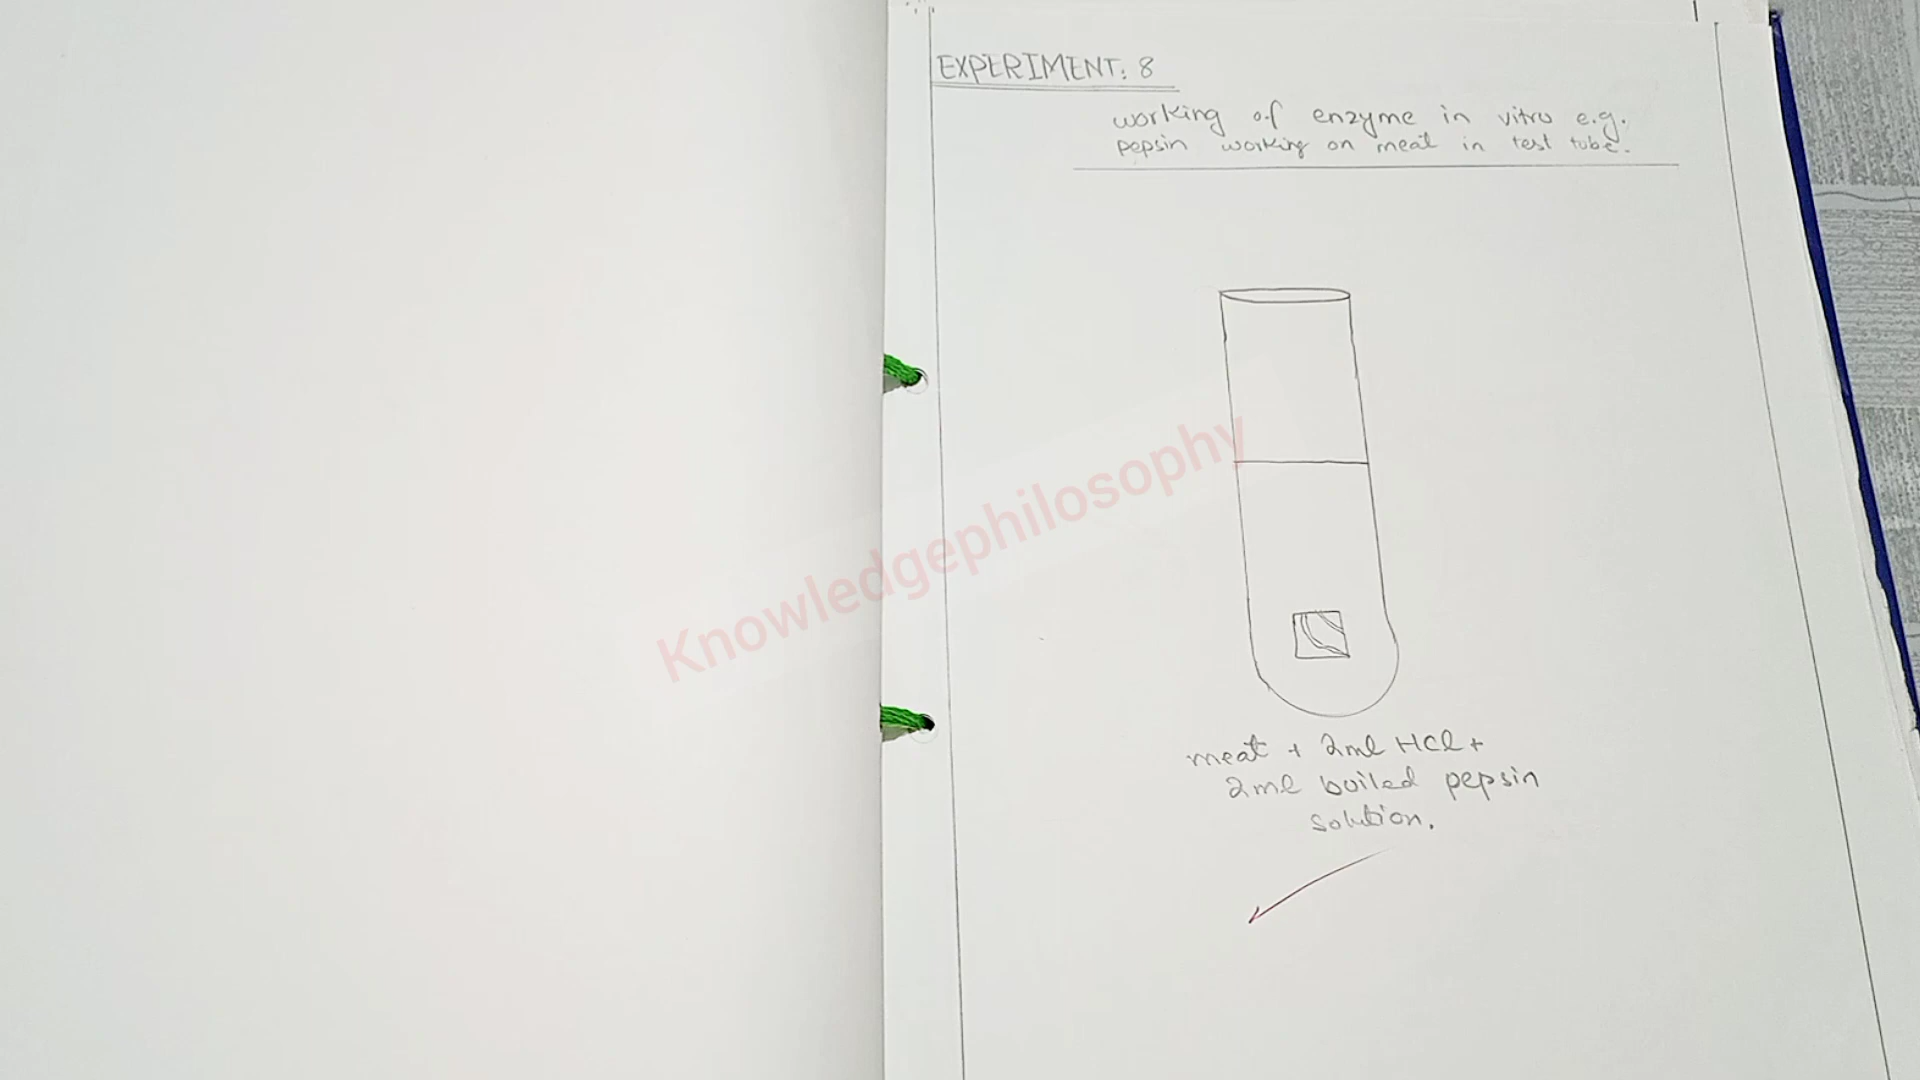 EXPERIMENT: 8
working of enzyme in vitro e.g.
pepsin working on meat in test tube.
Knowledgephilosophy
meat + 2ml HCl +
2ml boiled pepsin
solution.